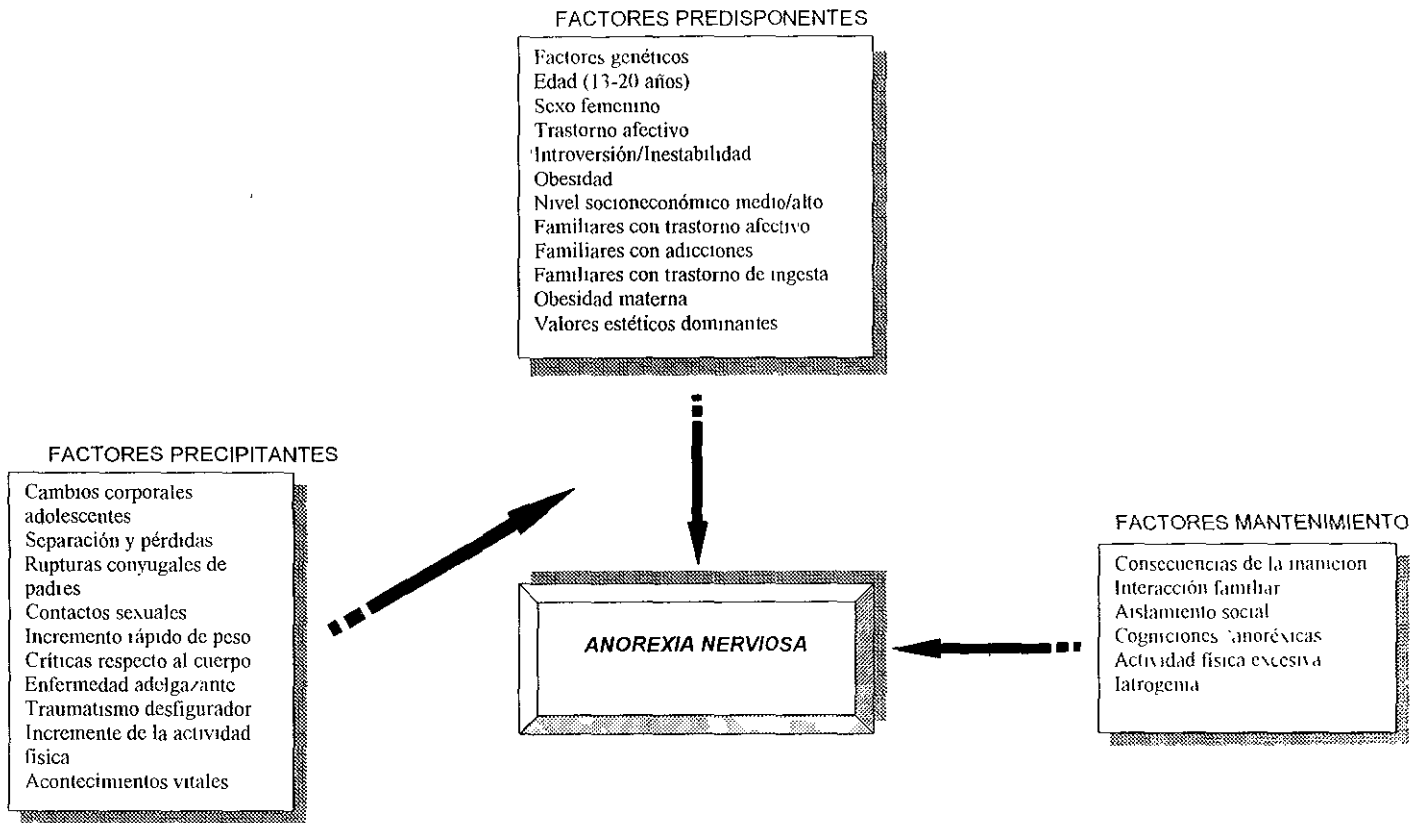 FACTORES PREDISPONENTES
Factores genéticos
Edad (13-20 años)
Sexo femenino
Trastorno afectivo
Introversión/Inestabilidad
Obesidad
Nivel socioneconómico medio/alto
Familiares con trastorno afectivo
Familiares con adicciones
Familiares con trastorno de ingesta
Obesidad materna
Valores estéticos dominantes
FACTORES PRECIPITANTES
Cambios corporales
adolescentes
Separación y pérdidas
Rupturas conyugales de
padres
Contactos sexuales
Incremento rápido de peso
Críticas respecto al cuerpo
Enfermedad adelgazante
Traumatismo desfigurador
Incremente de la actividad
física
Acontecimientos vitales
ANOREXIA NERVIOSA
FACTORES MANTENIMIENTO
Consecuencias de la inanicion
Interacción familiar
Aislamiento social
Cogniciones anoréxicas
Actividad física excesiva
Iatrogenia